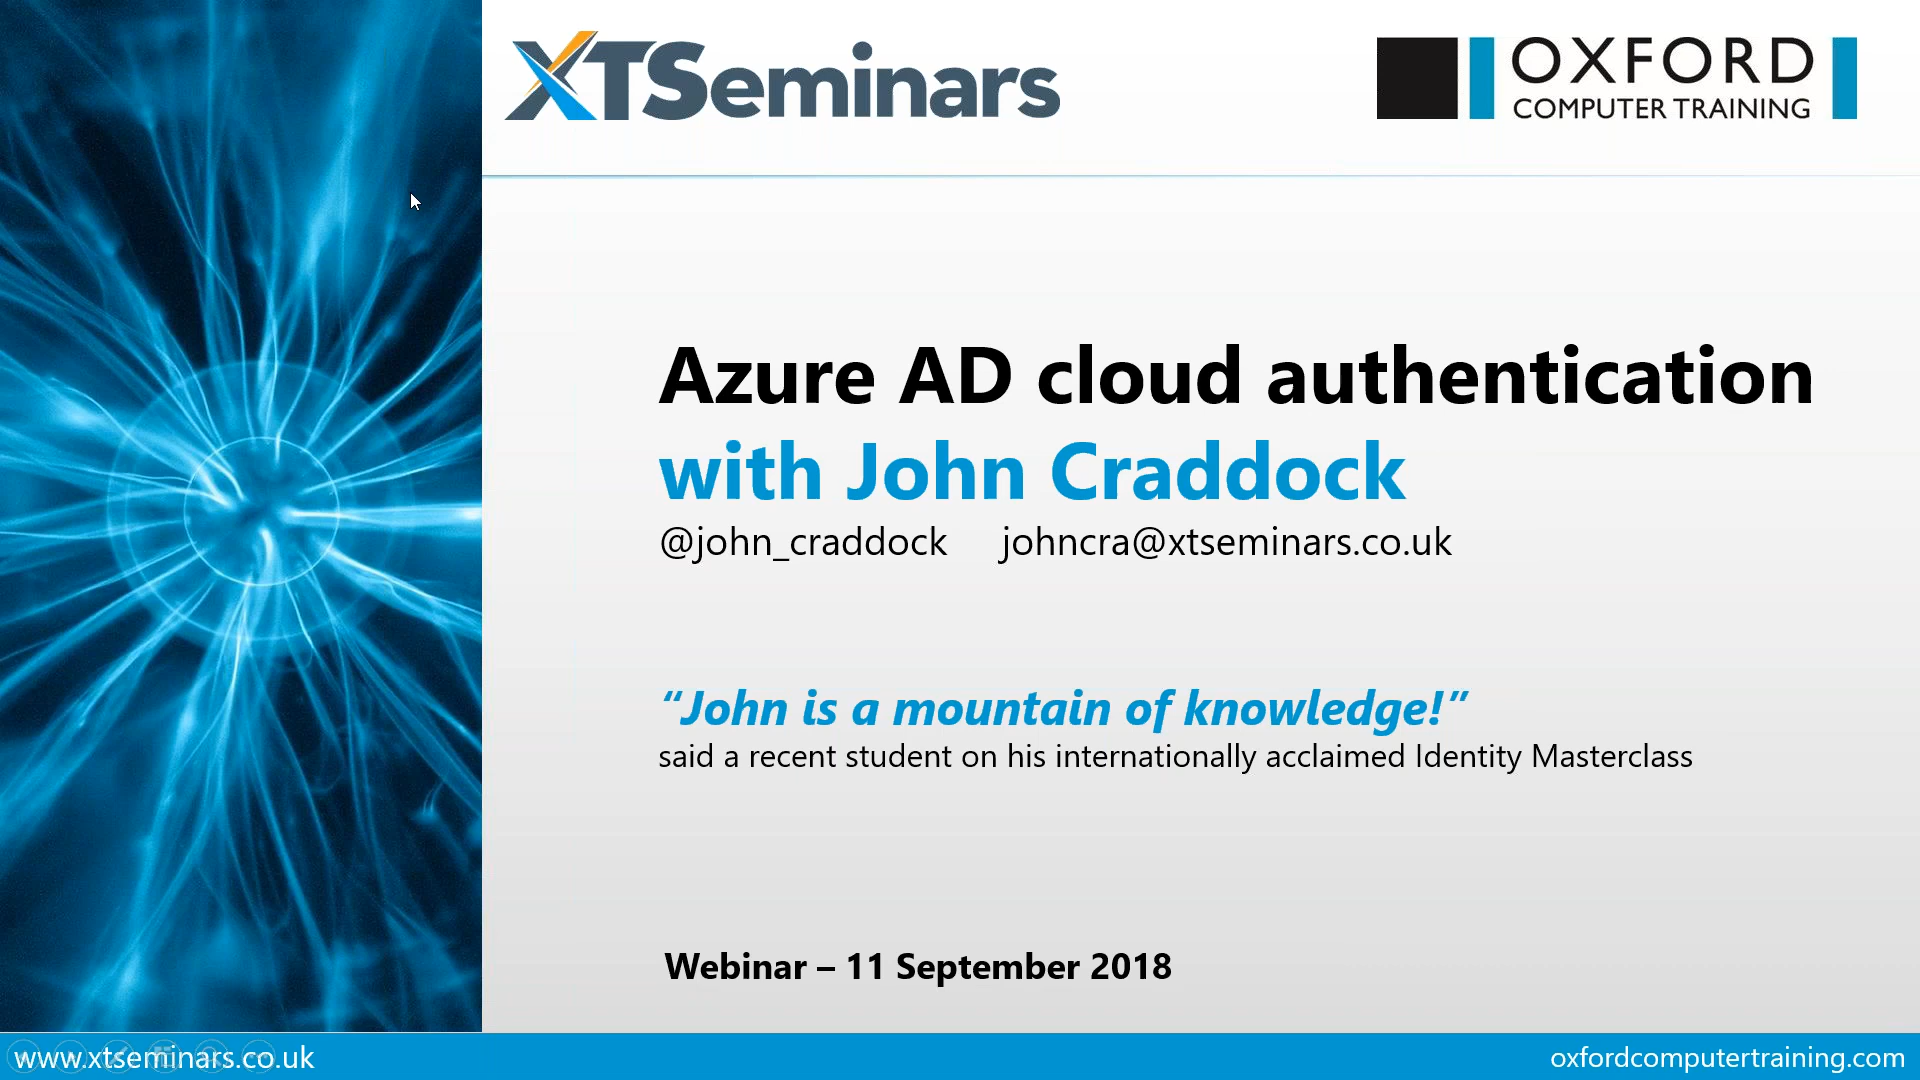 XTSeminars
OXFORD
COMPUTER TRAINING
Azure AD cloud authentication
with John Craddock
@john_craddock johncra@xtseminars.co.uk
“John is a mountain of knowledge!”
said a recent student on his internationally acclaimed Identity Masterclass
Webinar – 11 September 2018
www.xtseminars.co.uk
oxfordcomputertraining.com